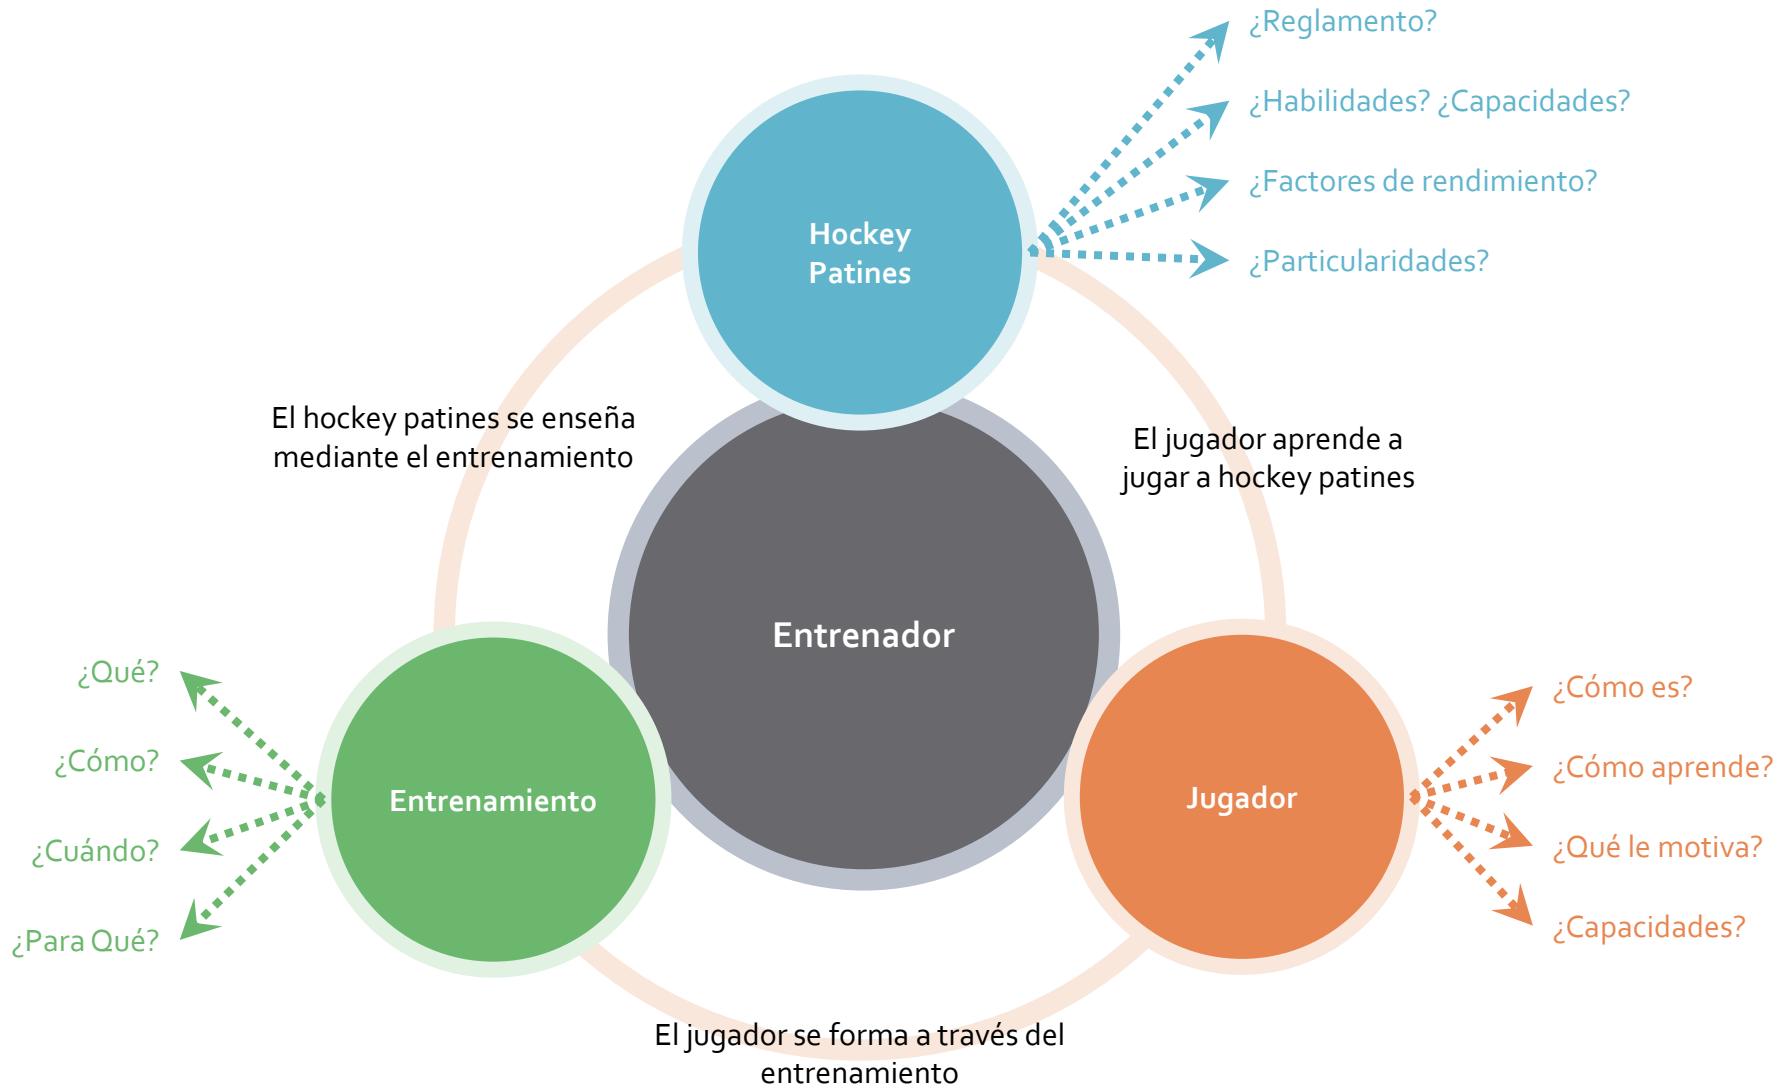 ¿Reglamento?
¿Habilidades? ¿Capacidades?
¿Factores de rendimiento?
¿Particularidades?
Hockey
Patines
El hockey patines se enseña
mediante el entrenamiento
El jugador aprende a
jugar a hockey patines
Entrenador
¿Qué?
¿Cómo?
¿Cuándo?
¿Para Qué?
Entrenamiento
Jugador
¿Cómo es?
¿Cómo aprende?
¿Qué le motiva?
¿Capacidades?
El jugador se forma a través del
entrenamiento